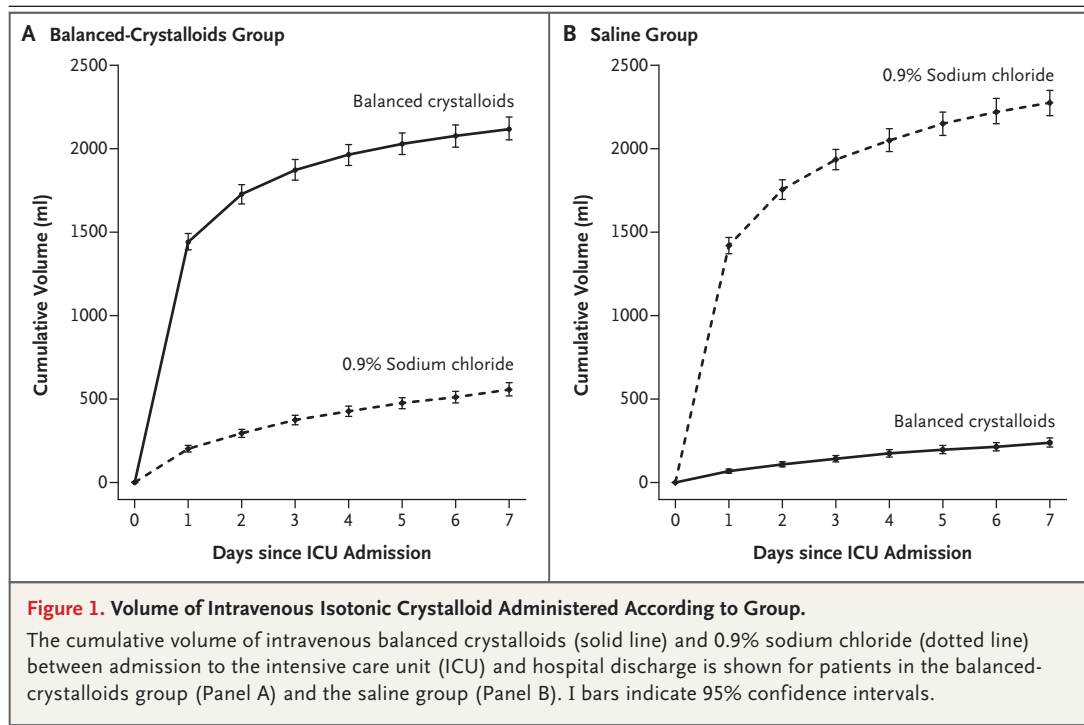 A Balanced-Crystalloids Group
2500
2000
1500
1000
500
0
Cumulative Volume (ml)
Balanced crystalloids
0.9% Sodium chloride
0 1 2 3 4 5 6 7
Days since ICU Admission
B Saline Group
2500
2000
1500
1000
500
0
Cumulative Volume (ml)
0.9% Sodium chloride
Balanced crystalloids
0 1 2 3 4 5 6 7
Days since ICU Admission
Figure 1. Volume of Intravenous Isotonic Crystalloid Administered According to Group.
The cumulative volume of intravenous balanced crystalloids (solid line) and 0.9% sodium chloride (dotted line)
between admission to the intensive care unit (ICU) and hospital discharge is shown for patients in the balanced-
crystalloids group (Panel A) and the saline group (Panel B). I bars indicate 95% confidence intervals.